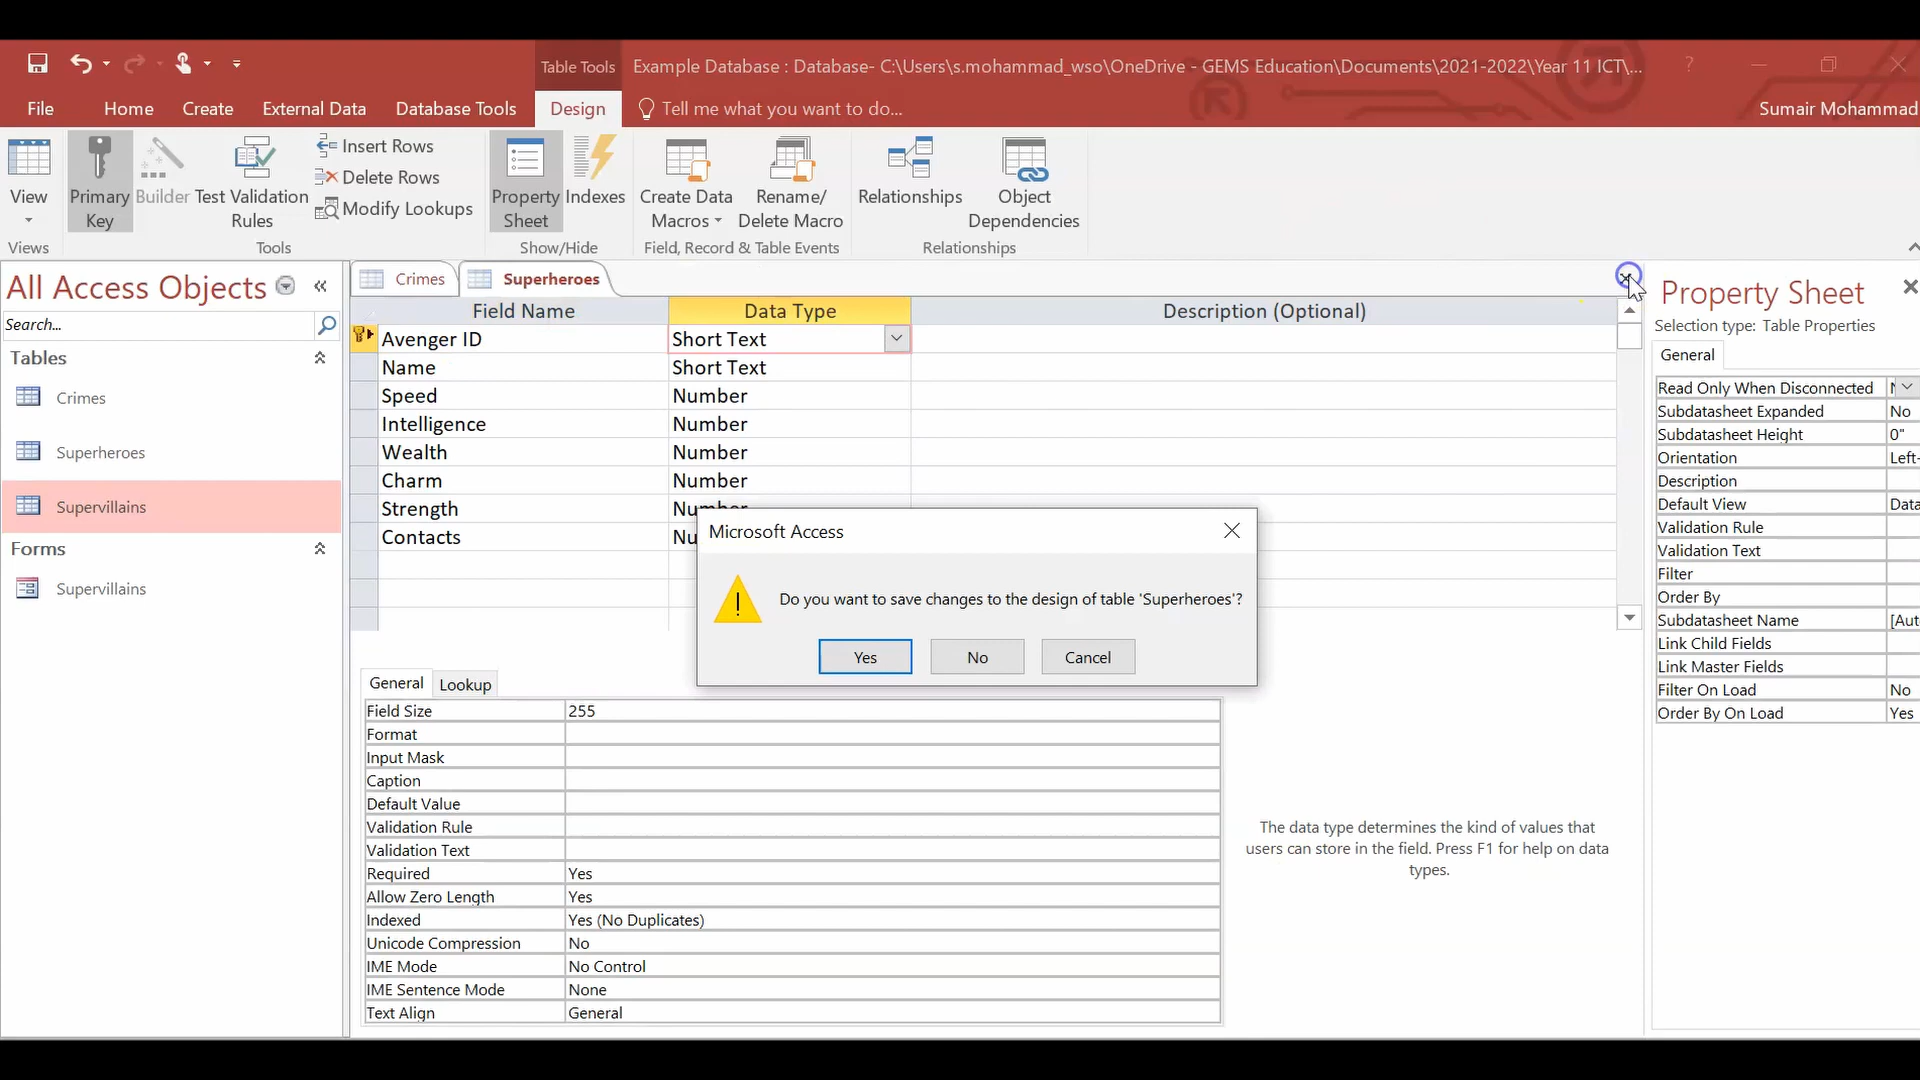 Table Tools
Example Database : Database- C:\Users\s.mohammad_wso\OneDrive - GEMS Education\Documents\2021-2022\Year 11 ICT\...
?
File
Home
Create
External Data
Database Tools
Design
Tell me what you want to do...
Sumair Mohammad
View
Primary
Key
Builder
Test Validation
Rules
Insert Rows
Delete Rows
Modify Lookups
Property
Sheet
Indexes
Create Data
Macros
Rename/
Delete Macro
Relationships
Object
Dependencies
Views
Tools
Show/Hide
Field, Record & Table Events
Relationships
All Access Objects
Search...
Tables
Crimes
Superheroes
Supervillains
Forms
Supervillains
Crimes
Superheroes
Field Name
Data Type
Description (Optional)
Avenger ID
Short Text
Name
Short Text
Speed
Number
Intelligence
Number
Wealth
Number
Charm
Number
Strength
Number
Contacts
Nu
Microsoft Access
Do you want to save changes to the design of table 'Superheroes'?
Yes
No
Cancel
General
Lookup
Field Size
255
Format
Input Mask
Caption
Default Value
Validation Rule
Validation Text
Required
Yes
Allow Zero Length
Yes
Indexed
Yes (No Duplicates)
Unicode Compression
No
IME Mode
No Control
IME Sentence Mode
None
Text Align
General
The data type determines the kind of values that
users can store in the field. Press F1 for help on data
types.
Property Sheet
Selection type: Table Properties
General
Read Only When Disconnected
Subdatasheet Expanded
No
Subdatasheet Height
0"
Orientation
Left-
Description
Default View
Data
Validation Rule
Validation Text
Filter
Order By
Subdatasheet Name
[Aut
Link Child Fields
Link Master Fields
Filter On Load
No
Order By On Load
Yes